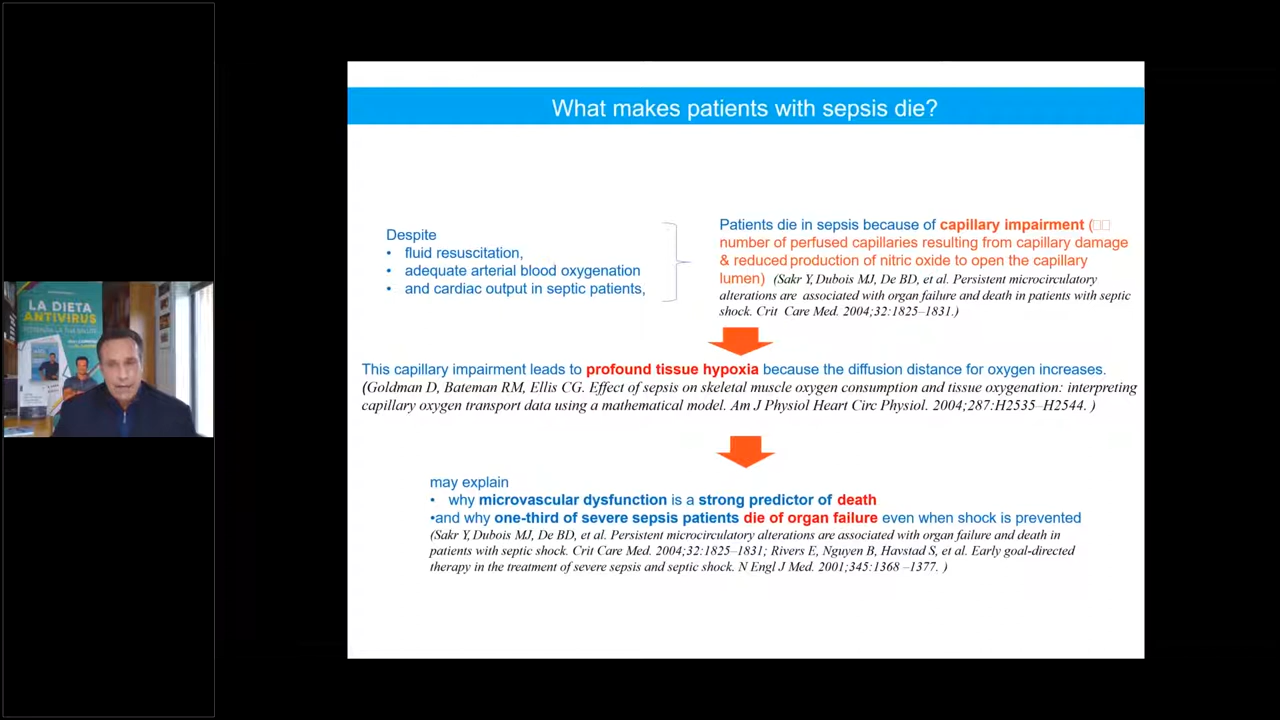 What makes patients with sepsis die?
Despite
• fluid resuscitation,
• adequate arterial blood oxygenation
• and cardiac output in septic patients,
Patients die in sepsis because of capillary impairment (□□
number of perfused capillaries resulting from capillary damage
& reduced production of nitric oxide to open the capillary
lumen) (Sakr Y, Dubois MJ, De BD, et al. Persistent microcirculatory
alterations are associated with organ failure and death in patients with septic
shock. Crit Care Med. 2004;32:1825–1831.)
This capillary impairment leads to profound tissue hypoxia because the diffusion distance for oxygen increases.
(Goldman D, Bateman RM, Ellis CG. Effect of sepsis on skeletal muscle oxygen consumption and tissue oxygenation: interpreting
capillary oxygen transport data using a mathematical model. Am J Physiol Heart Circ Physiol. 2004;287:H2535–H2544. )
may explain
• why microvascular dysfunction is a strong predictor of death
•and why one-third of severe sepsis patients die of organ failure even when shock is prevented
(Sakr Y, Dubois MJ, De BD, et al. Persistent microcirculatory alterations are associated with organ failure and death in
patients with septic shock. Crit Care Med. 2004;32:1825–1831; Rivers E, Nguyen B, Havstad S, et al. Early goal-directed
therapy in the treatment of severe sepsis and septic shock. N Engl J Med. 2001;345:1368 –1377. )
LA DIETA
ANTIVIRUS